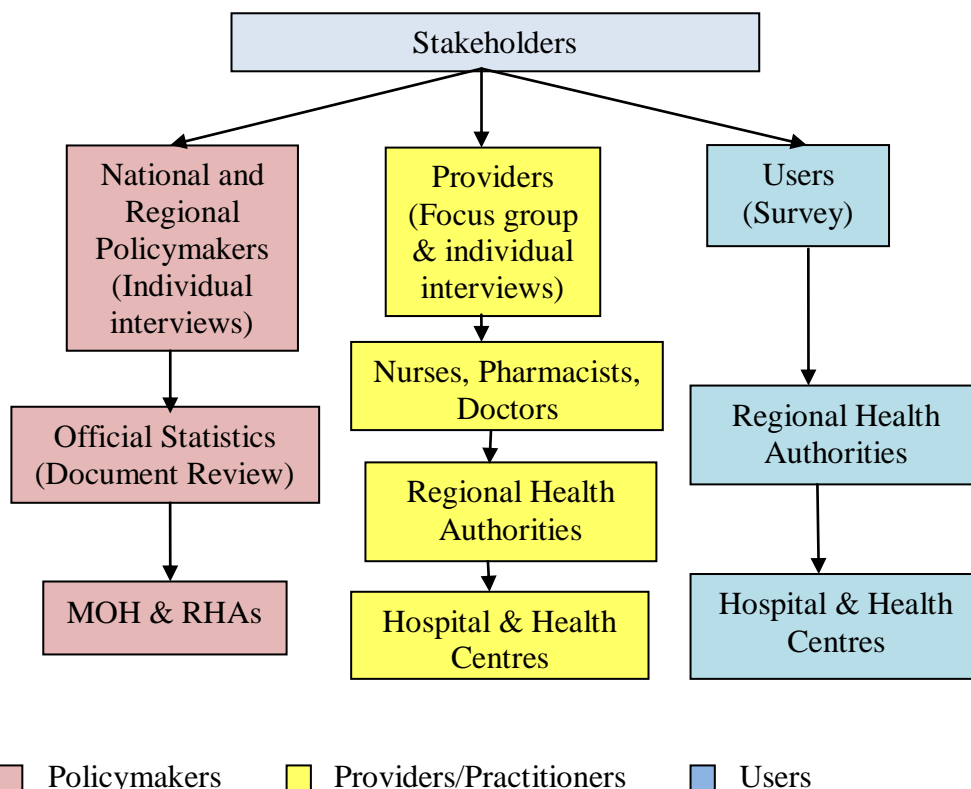 Stakeholders
National and
Regional
Policymakers
(Individual
interviews)
Official Statistics
(Document Review)
MOH & RHAs
Providers
(Focus group
& individual
interviews)
Nurses, Pharmacists,
Doctors
Regional Health
Authorities
Hospital & Health
Centres
Users
(Survey)
Regional Health
Authorities
Hospital & Health
Centres
Policymakers
Providers/Practitioners
Users